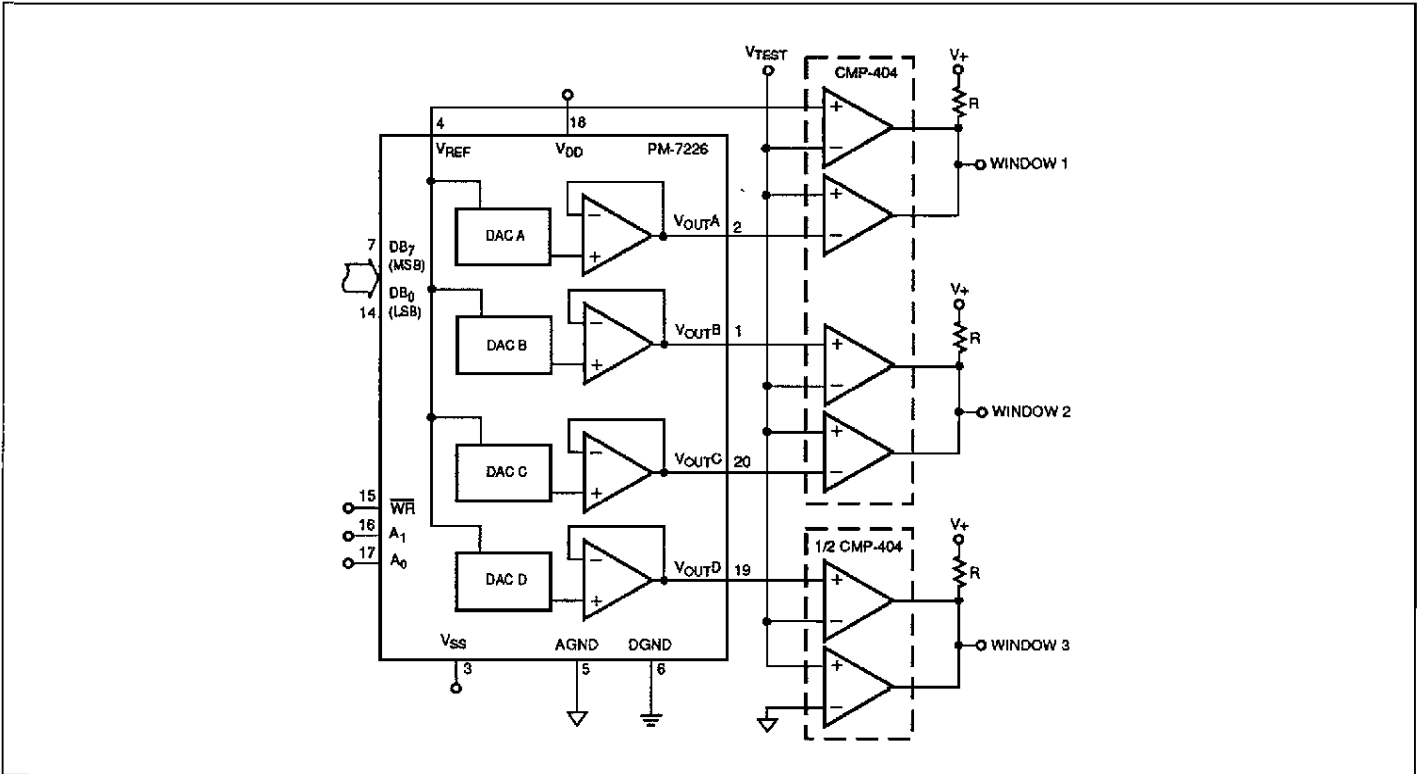 VTEST
CMP-404
V+
R
+
−
WINDOW 1
+
−
4
18
VREF
VDD
PM-7226
DAC A
−
+
VOUTA
2
7
DB7
(MSB)
DB0
14
(LSB)
DAC B
−
+
VOUTB
1
V+
R
+
−
WINDOW 2
+
−
DAC C
−
+
VOUTC
20
15
WR
16
A1
17
A0
DAC D
−
+
VOUTD
19
1/2 CMP-404
V+
R
+
−
WINDOW 3
+
−
VSS
AGND
DGND
3
5
6